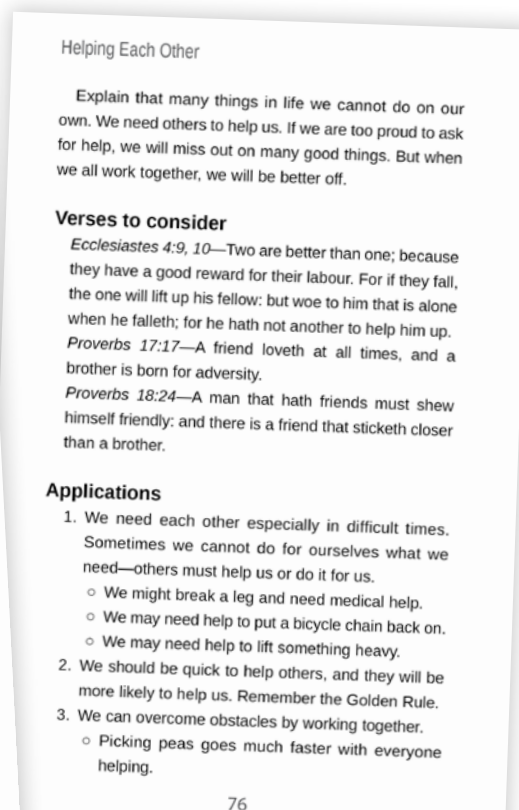 Helping Each Other
Explain that many things in life we cannot do on our
own. We need others to help us. If we are too proud to ask
for help, we will miss out on many good things. But when
we all work together, we will be better off.
Verses to consider
Ecclesiastes 4:9, 10—Two are better than one; because
they have a good reward for their labour. For if they fall,
the one will lift up his fellow: but woe to him that is alone
when he falleth; for he hath not another to help him up.
Proverbs 17:17—A friend loveth at all times, and a
brother is born for adversity.
Proverbs 18:24—A man that hath friends must shew
himself friendly: and there is a friend that sticketh closer
than a brother.
Applications
1. We need each other especially in difficult times.
Sometimes we cannot do for ourselves what we
need—others must help us or do it for us.
○ We might break a leg and need medical help.
○ We may need help to put a bicycle chain back on.
○ We may need help to lift something heavy.
2. We should be quick to help others, and they will be
more likely to help us. Remember the Golden Rule.
3. We can overcome obstacles by working together.
○ Picking peas goes much faster with everyone
helping.
76